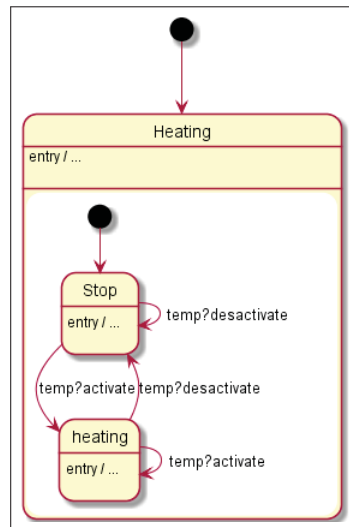 Heating
entry / ...
Stop
entry / ...
temp?desactivate
temp?activate
temp?desactivate
heating
entry / ...
temp?activate